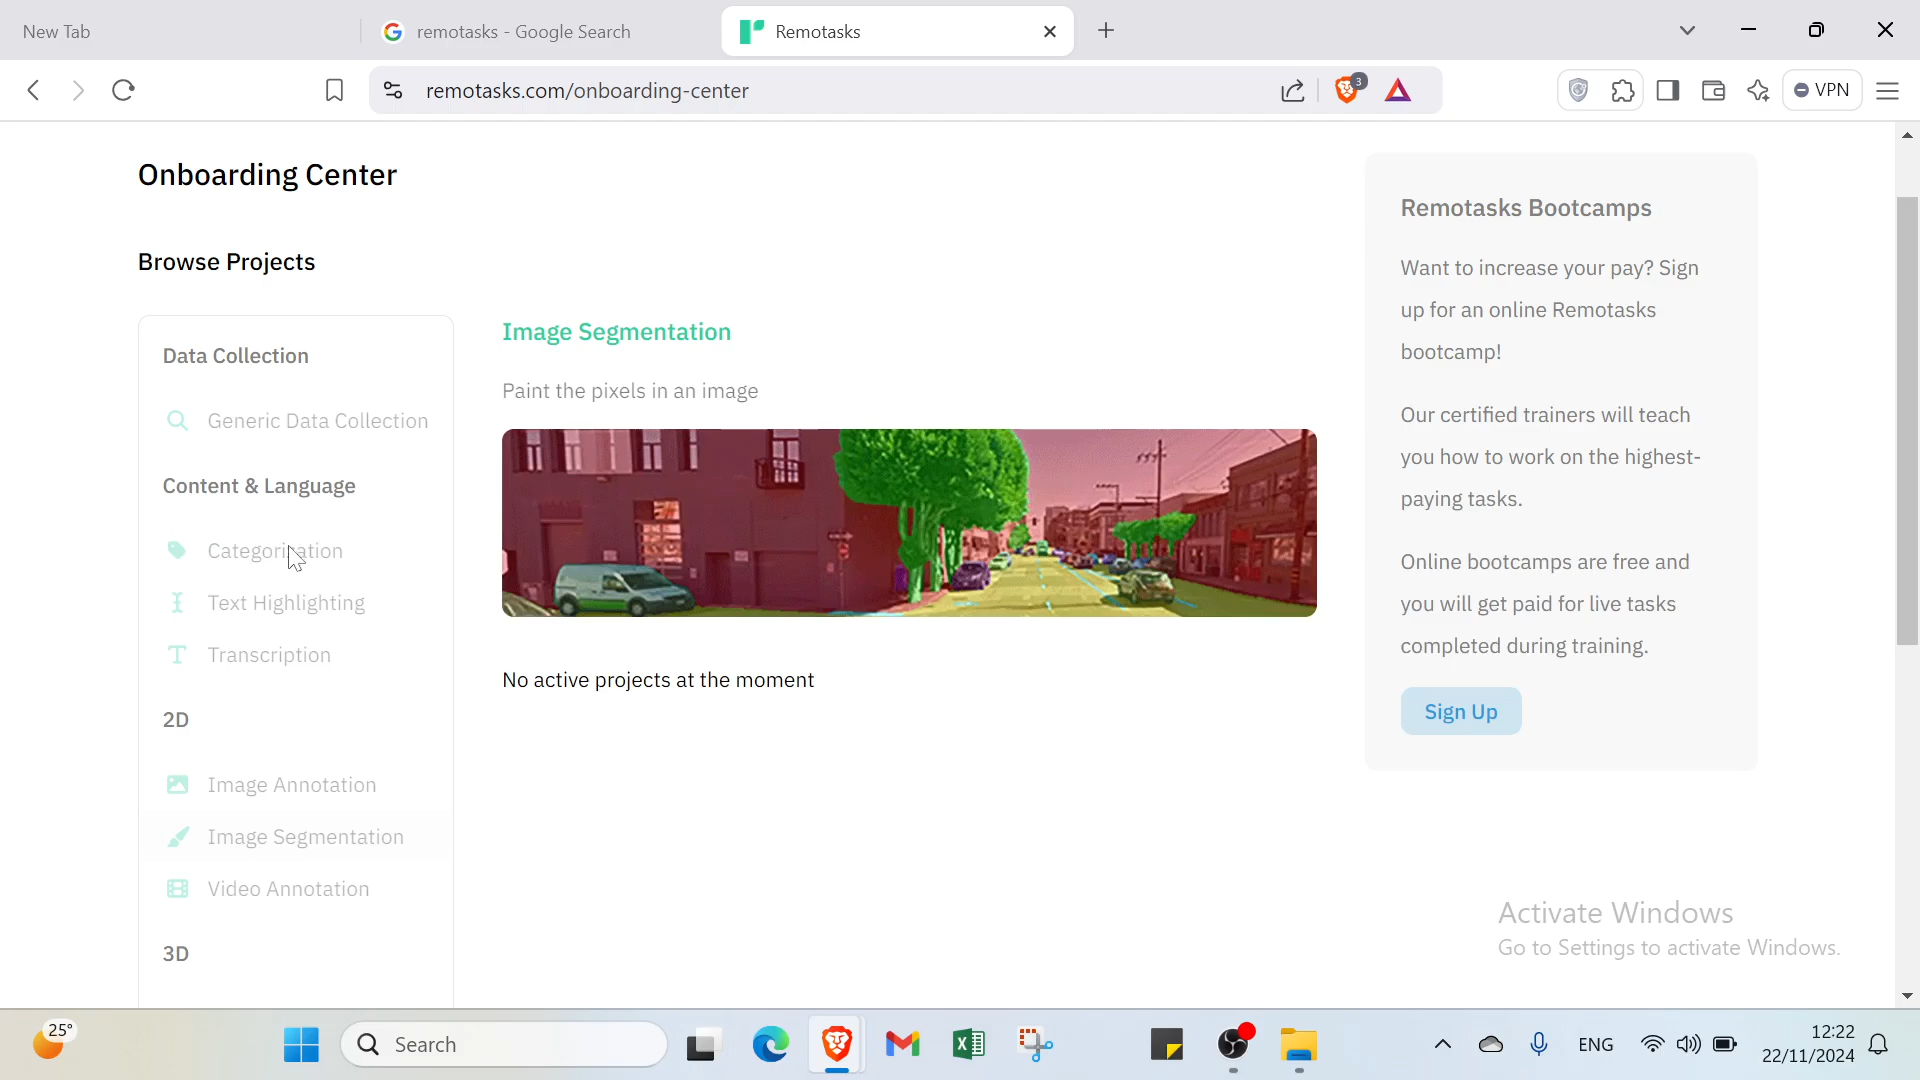 New Tab
remotasks - Google Search
Remotasks
remotasks.com/onboarding-center
3
VPN
Onboarding Center
Browse Projects
Data Collection
Generic Data Collection
Content & Language
Categorization
Text Highlighting
Transcription
2D
Image Annotation
Image Segmentation
Video Annotation
3D
Image Segmentation
Paint the pixels in an image
No active projects at the moment
Remotasks Bootcamps
Want to increase your pay? Sign
up for an online Remotasks
bootcamp!
Our certified trainers will teach
you how to work on the highest-
paying tasks.
Online bootcamps are free and
you will get paid for live tasks
completed during training.
Sign Up
Activate Windows
Go to Settings to activate Windows.
25°
Search
ENG
12:22
22/11/2024